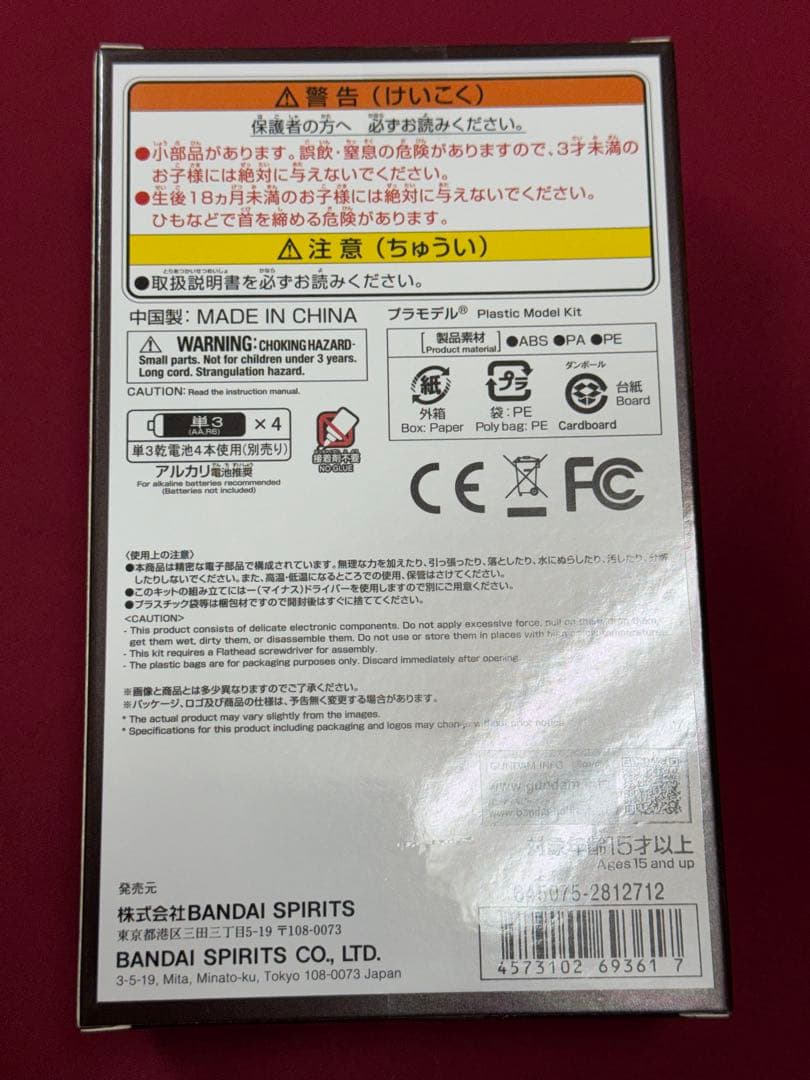 ⚠警告（けいこく）
保護者の方へ 必ずお読みください。
●小部品があります。誤飲・窒息の危険がありますので、3才未満の
お子様には絶対に与えないでください。
●生後18ヵ月未満のお子様には絶対に与えないでください。
ひもなどで首を締める危険があります。
⚠注意（ちゅうい）
●取扱説明書を必ずお読みください。
中国製：MADE IN CHINA
プラモデル® Plastic Model Kit
⚠ WARNING: CHOKING HAZARD-
Small parts. Not for children under 3 years.
Long cord. Strangulation hazard.
CAUTION: Read the instruction manual.
製品素材
Product material
●ABS ●PA ●PE
紙
外箱
Box: Paper
プラ
袋：PE
Poly bag: PE
ダンボール
Cardboard
台紙
Board
単3
(AA,R6)
×4
単3乾電池4本使用(別売り)
アルカリ電池推奨
For alkaline batteries recommended
(Batteries not included)
接着剤不要
NO GLUE
CE
FC
〈使用上の注意〉
●本商品は精密な電子部品で構成されています。無理な力を加えたり、引っ張ったり、落としたり、水にぬらしたり、汚したり、分解
したりしないでください。また、高温・低温になるところでの使用、保管はさけてください。
●このキットの組み立てには－（マイナス）ドライバーを使用しますので別にご用意ください。
●プラスチック袋等は梱包材ですので開封後はすぐに捨ててください。
<CAUTION>
- This product consists of delicate electronic components. Do not apply excessive force, pull on them, drop them,
get them wet, dirty them, or disassemble them. Do not use or store them in places with high or low temperatures.
- This kit requires a Flathead screwdriver for assembly.
- The plastic bags are for packaging purposes only. Discard immediately after opening.
※画像と商品とは多少異なりますのでご了承ください。
※パッケージ、ロゴ及び商品の仕様は、予告無く変更する場合があります。
* The actual product may vary slightly from the images.
* Specifications for this product including packaging and logos may change without prior notice.
GUNDAM.INFO
www.gundam.info
対象年齢15才以上
Ages 15 and up
発売元
株式会社BANDAI SPIRITS
東京都港区三田三丁目5-19 〒108-0073
BANDAI SPIRITS CO., LTD.
3-5-19, Mita, Minato-ku, Tokyo 108-0073 Japan
645075-2812712
4573102 69361 7